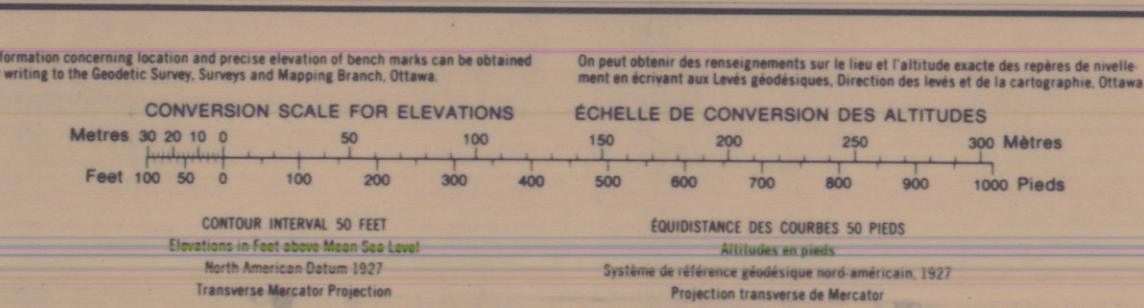 formation concerning location and precise elevation of bench marks can be obtained
writing to the Geodetic Survey, Surveys and Mapping Branch, Ottawa.
On peut obtenir des renseignements sur le lieu et l'altitude exacte des repères de nivelle-
ment en écrivant aux Levés géodésiques, Direction des levés et de la cartographie, Ottawa
CONVERSION SCALE FOR ELEVATIONS
ÉCHELLE DE CONVERSION DES ALTITUDES
Metres 30 20 10 0 50 100 150 200 250 300 Mètres
Feet 100 50 0 100 200 300 400 500 600 700 800 900 1000 Pieds
CONTOUR INTERVAL 50 FEET
Elevations in Feet above Mean Sea Level
North American Datum 1927
Transverse Mercator Projection
ÉQUIDISTANCE DES COURBES 50 PIEDS
Altitudes en pieds
Système de référence géodésique nord-américain, 1927
Projection transverse de Mercator